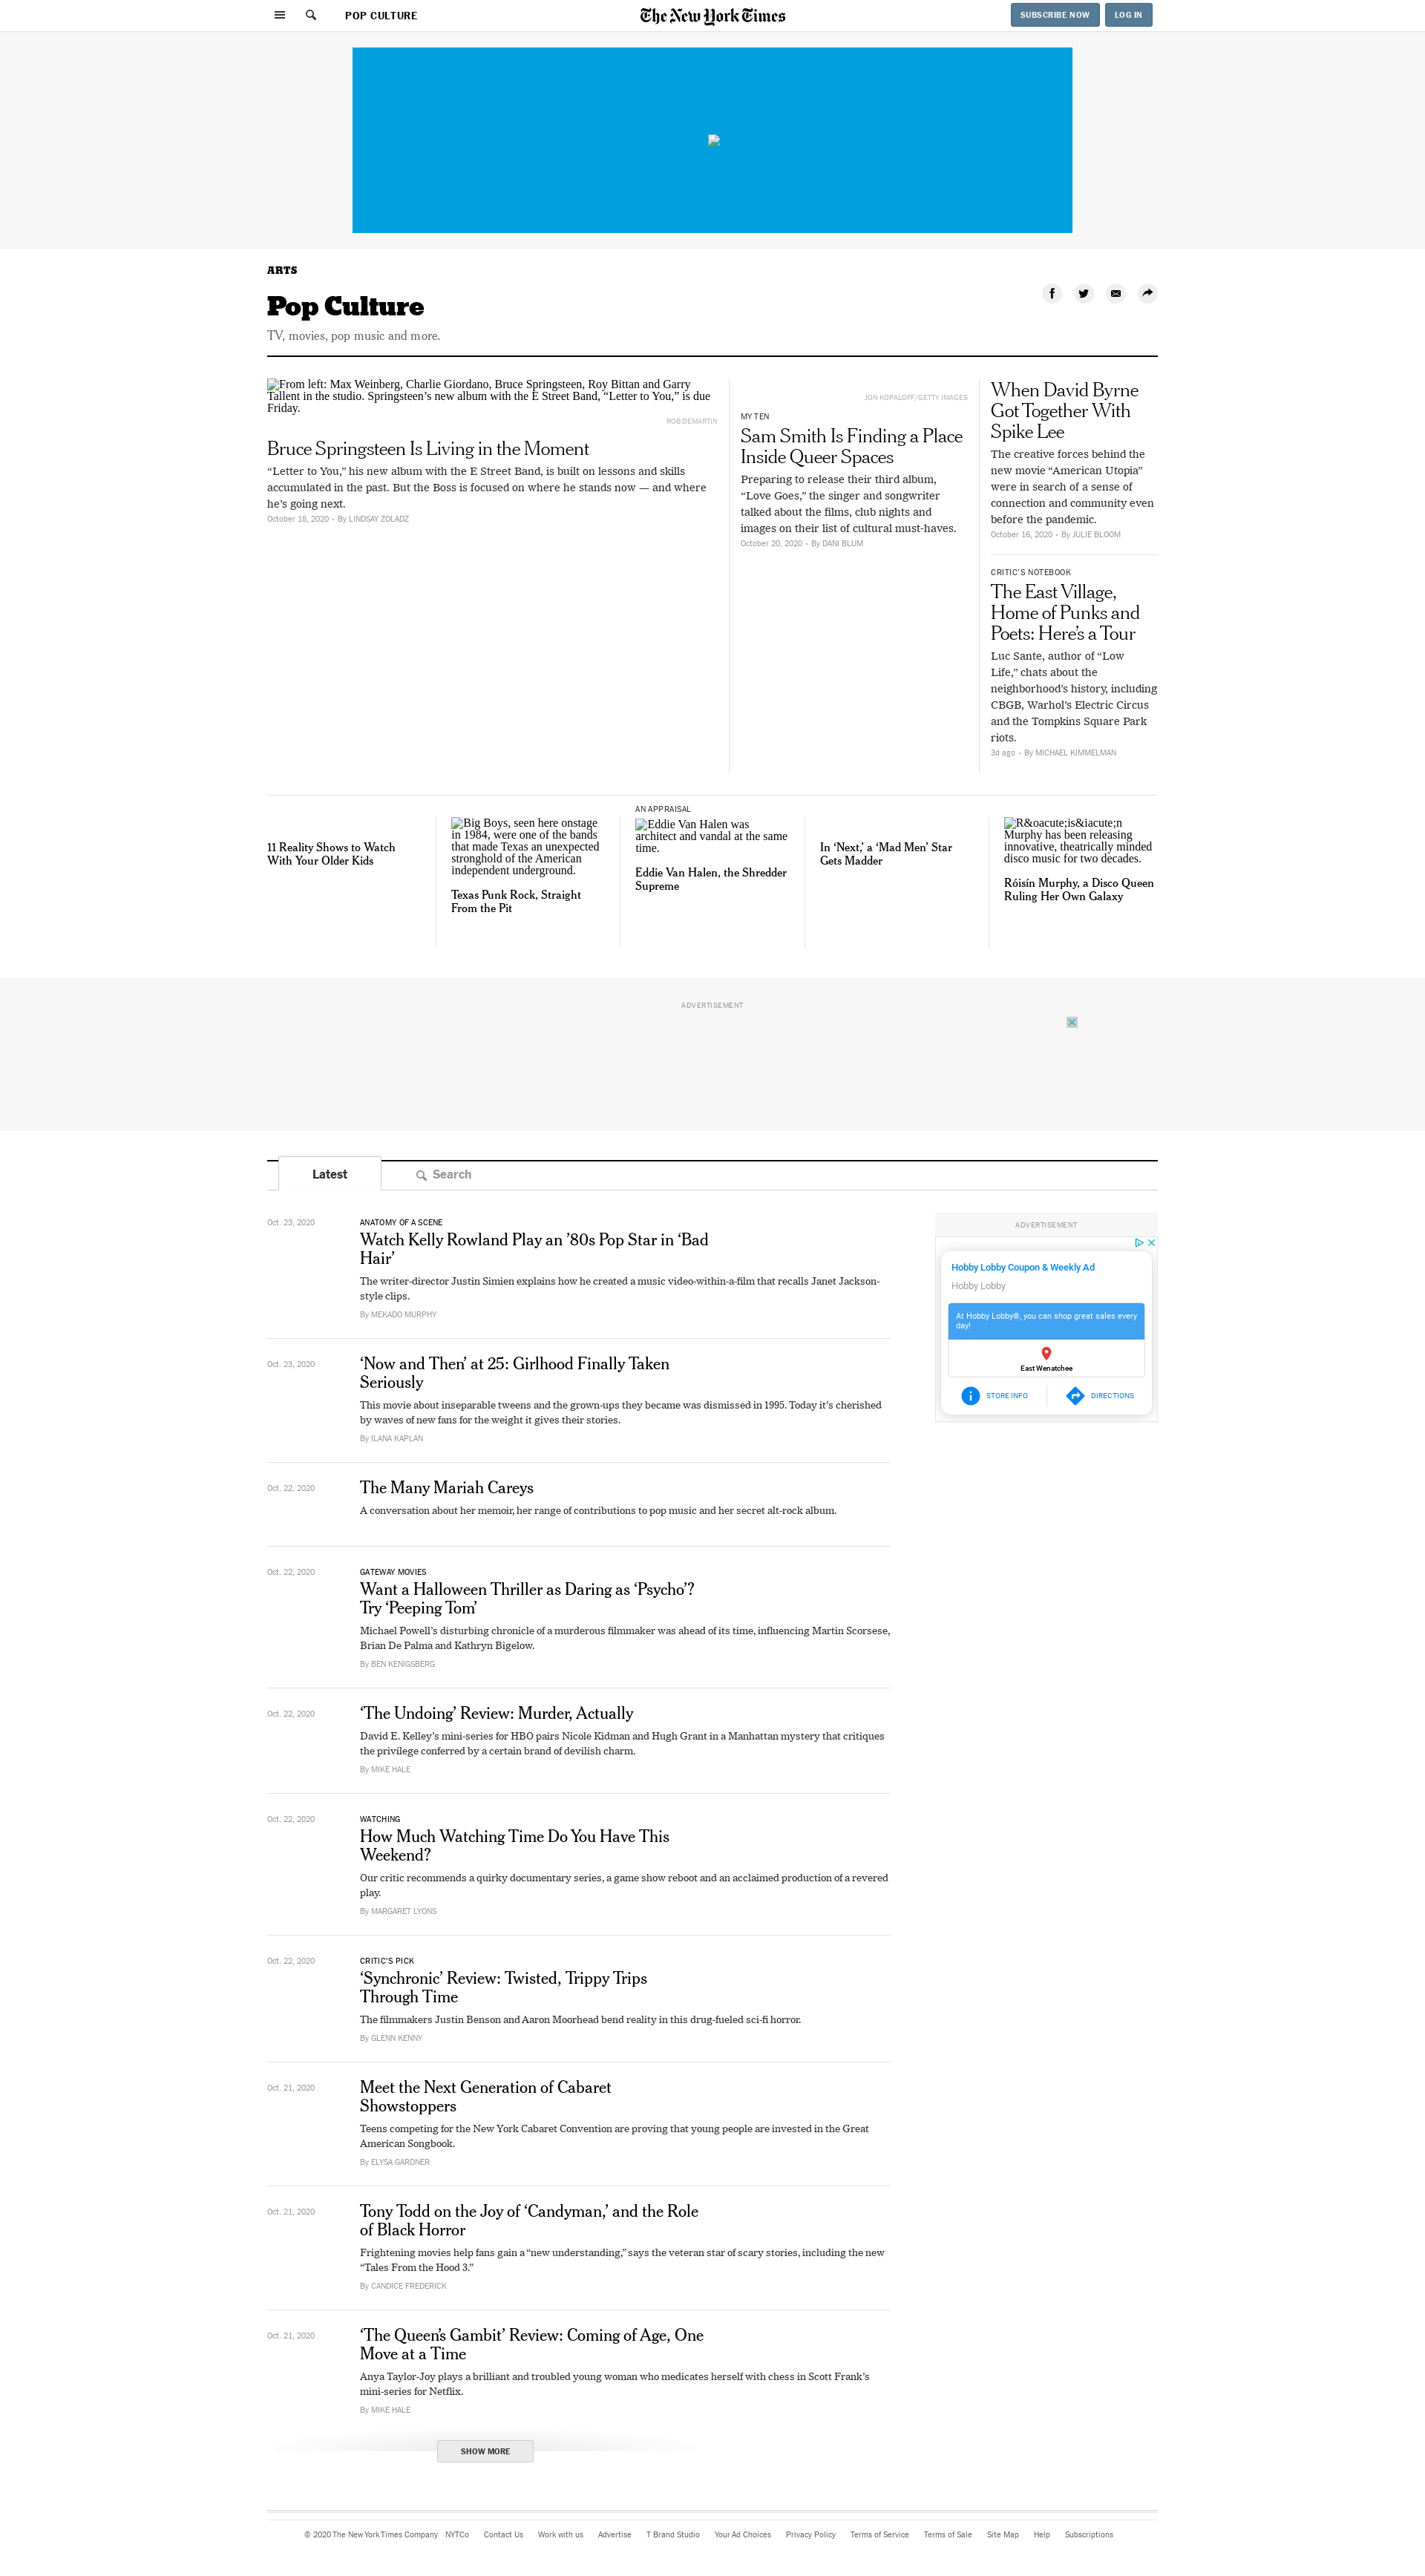 POP CULTURE
The New York Times
SUBSCRIBE NOW
LOG IN
ARTS
Pop Culture
TV, movies, pop music and more.
From left: Max Weinberg, Charlie Giordano, Bruce Springsteen, Roy Bittan and Garry
Tallent in the studio. Springsteen’s new album with the E Street Band, “Letter to You,” is due
Friday.
ROB DEMARTIN
Bruce Springsteen Is Living in the Moment
“Letter to You,” his new album with the E Street Band, is built on lessons and skills
accumulated in the past. But the Boss is focused on where he stands now — and where
he’s going next.
October 18, 2020 • By LINDSAY ZOLADZ
JON KOPALOFF/GETTY IMAGES
MY TEN
Sam Smith Is Finding a Place
Inside Queer Spaces
Preparing to release their third album,
“Love Goes,” the singer and songwriter
talked about the films, club nights and
images on their list of cultural must-haves.
October 20, 2020 • By DANI BLUM
When David Byrne
Got Together With
Spike Lee
The creative forces behind the
new movie “American Utopia”
were in search of a sense of
connection and community even
before the pandemic.
October 16, 2020 • By JULIE BLOOM
CRITIC’S NOTEBOOK
The East Village,
Home of Punks and
Poets: Here’s a Tour
Luc Sante, author of “Low
Life,” chats about the
neighborhood’s history, including
CBGB, Warhol’s Electric Circus
and the Tompkins Square Park
riots.
3d ago • By MICHAEL KIMMELMAN
11 Reality Shows to Watch
With Your Older Kids
Big Boys, seen here onstage
in 1984, were one of the bands
that made Texas an unexpected
stronghold of the American
independent underground.
Texas Punk Rock, Straight
From the Pit
AN APPRAISAL
Eddie Van Halen was
architect and vandal at the same
time.
Eddie Van Halen, the Shredder
Supreme
In ‘Next,’ a ‘Mad Men’ Star
Gets Madder
R&oacute;is&iacute;n
Murphy has been releasing
innovative, theatrically minded
disco music for two decades.
Róisín Murphy, a Disco Queen
Ruling Her Own Galaxy
ADVERTISEMENT
Latest
Search
Oct. 23, 2020
ANATOMY OF A SCENE
Watch Kelly Rowland Play an ’80s Pop Star in ‘Bad
Hair’
The writer-director Justin Simien explains how he created a music video-within-a-film that recalls Janet Jackson-
style clips.
By MEKADO MURPHY
Oct. 23, 2020
‘Now and Then’ at 25: Girlhood Finally Taken
Seriously
This movie about inseparable tweens and the grown-ups they became was dismissed in 1995. Today it’s cherished
by waves of new fans for the weight it gives their stories.
By ILANA KAPLAN
Oct. 22, 2020
The Many Mariah Careys
A conversation about her memoir, her range of contributions to pop music and her secret alt-rock album.
Oct. 22, 2020
GATEWAY MOVIES
Want a Halloween Thriller as Daring as ‘Psycho’?
Try ‘Peeping Tom’
Michael Powell’s disturbing chronicle of a murderous filmmaker was ahead of its time, influencing Martin Scorsese,
Brian De Palma and Kathryn Bigelow.
By BEN KENIGSBERG
Oct. 22, 2020
‘The Undoing’ Review: Murder, Actually
David E. Kelley’s mini-series for HBO pairs Nicole Kidman and Hugh Grant in a Manhattan mystery that critiques
the privilege conferred by a certain brand of devilish charm.
By MIKE HALE
Oct. 22, 2020
WATCHING
How Much Watching Time Do You Have This
Weekend?
Our critic recommends a quirky documentary series, a game show reboot and an acclaimed production of a revered
play.
By MARGARET LYONS
Oct. 22, 2020
CRITIC’S PICK
‘Synchronic’ Review: Twisted, Trippy Trips
Through Time
The filmmakers Justin Benson and Aaron Moorhead bend reality in this drug-fueled sci-fi horror.
By GLENN KENNY
Oct. 21, 2020
Meet the Next Generation of Cabaret
Showstoppers
Teens competing for the New York Cabaret Convention are proving that young people are invested in the Great
American Songbook.
By ELYSA GARDNER
Oct. 21, 2020
Tony Todd on the Joy of ‘Candyman,’ and the Role
of Black Horror
Frightening movies help fans gain a “new understanding,” says the veteran star of scary stories, including the new
“Tales From the Hood 3.”
By CANDICE FREDERICK
Oct. 21, 2020
‘The Queen’s Gambit’ Review: Coming of Age, One
Move at a Time
Anya Taylor-Joy plays a brilliant and troubled young woman who medicates herself with chess in Scott Frank’s
mini-series for Netflix.
By MIKE HALE
SHOW MORE
ADVERTISEMENT
Hobby Lobby Coupon & Weekly Ad
Hobby Lobby
At Hobby Lobby®, you can shop great sales every
day!
East Wenatchee
STORE INFO
DIRECTIONS
© 2020 The New York Times Company NYTCo Contact Us Work with us Advertise T Brand Studio Your Ad Choices Privacy Policy Terms of Service Terms of Sale Site Map Help Subscriptions